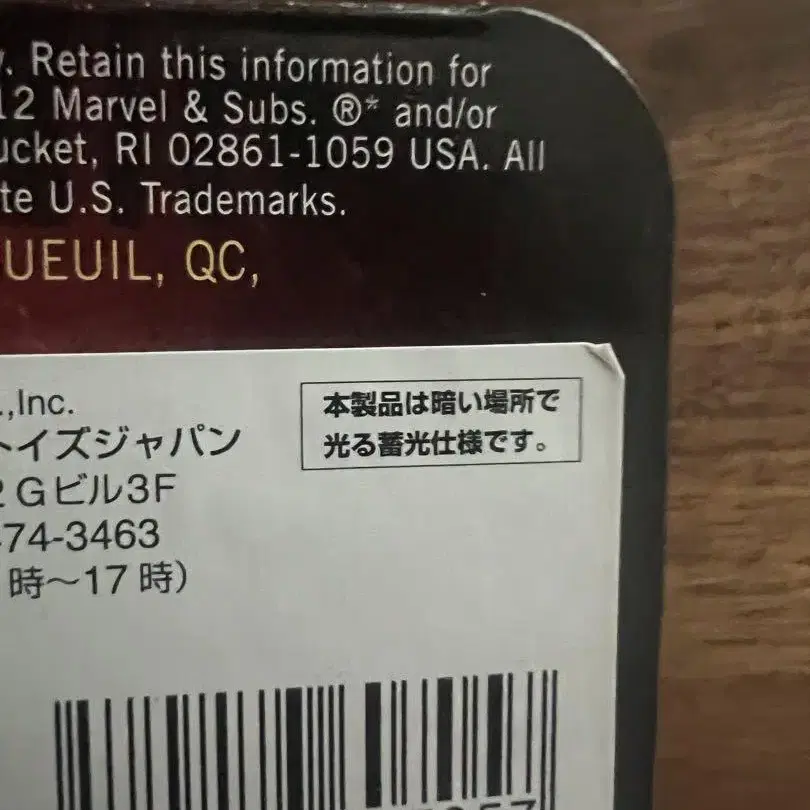 . Retain this information for
12 Marvel & Subs. ®* and/or
ucket, RI 02861-1059 USA. All
te U.S. Trademarks.
UEUIL, QC,
.,Inc.
トイズジャパン
2Gビル3F
74-3463
時~17時)
本製品は暗い場所で
光る蓄光仕様です。